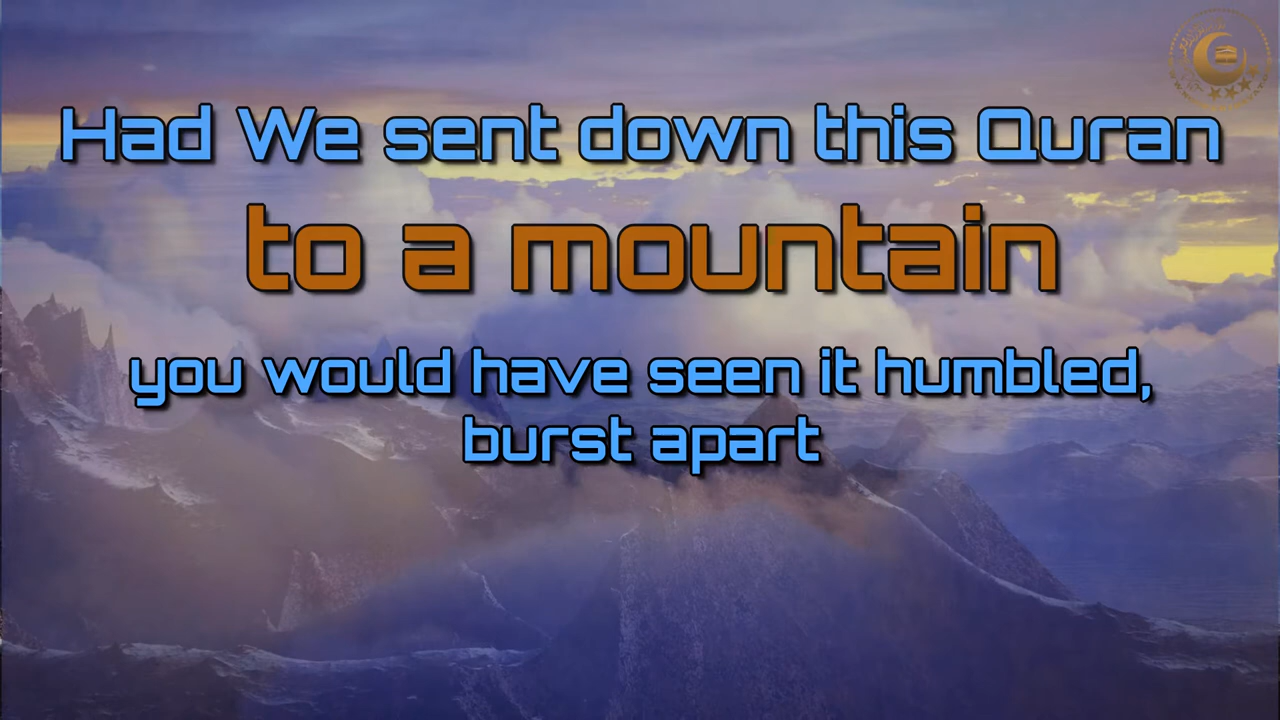 Had We sent down this Quran
to a mountain
you would have seen it humbled,
burst apart